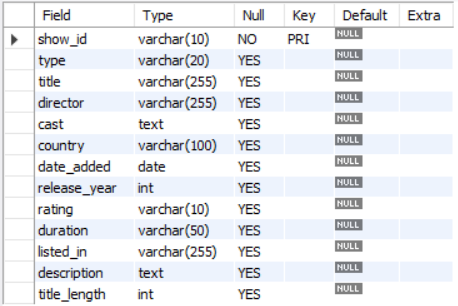 Field Type Null Key Default Extra
show_id varchar(10) NO PRI NULL
type varchar(20) YES NULL
title varchar(255) YES NULL
director varchar(255) YES NULL
cast text YES NULL
country varchar(100) YES NULL
date_added date YES NULL
release_year int YES NULL
rating varchar(10) YES NULL
duration varchar(50) YES NULL
listed_in varchar(255) YES NULL
description text YES NULL
title_length int YES NULL